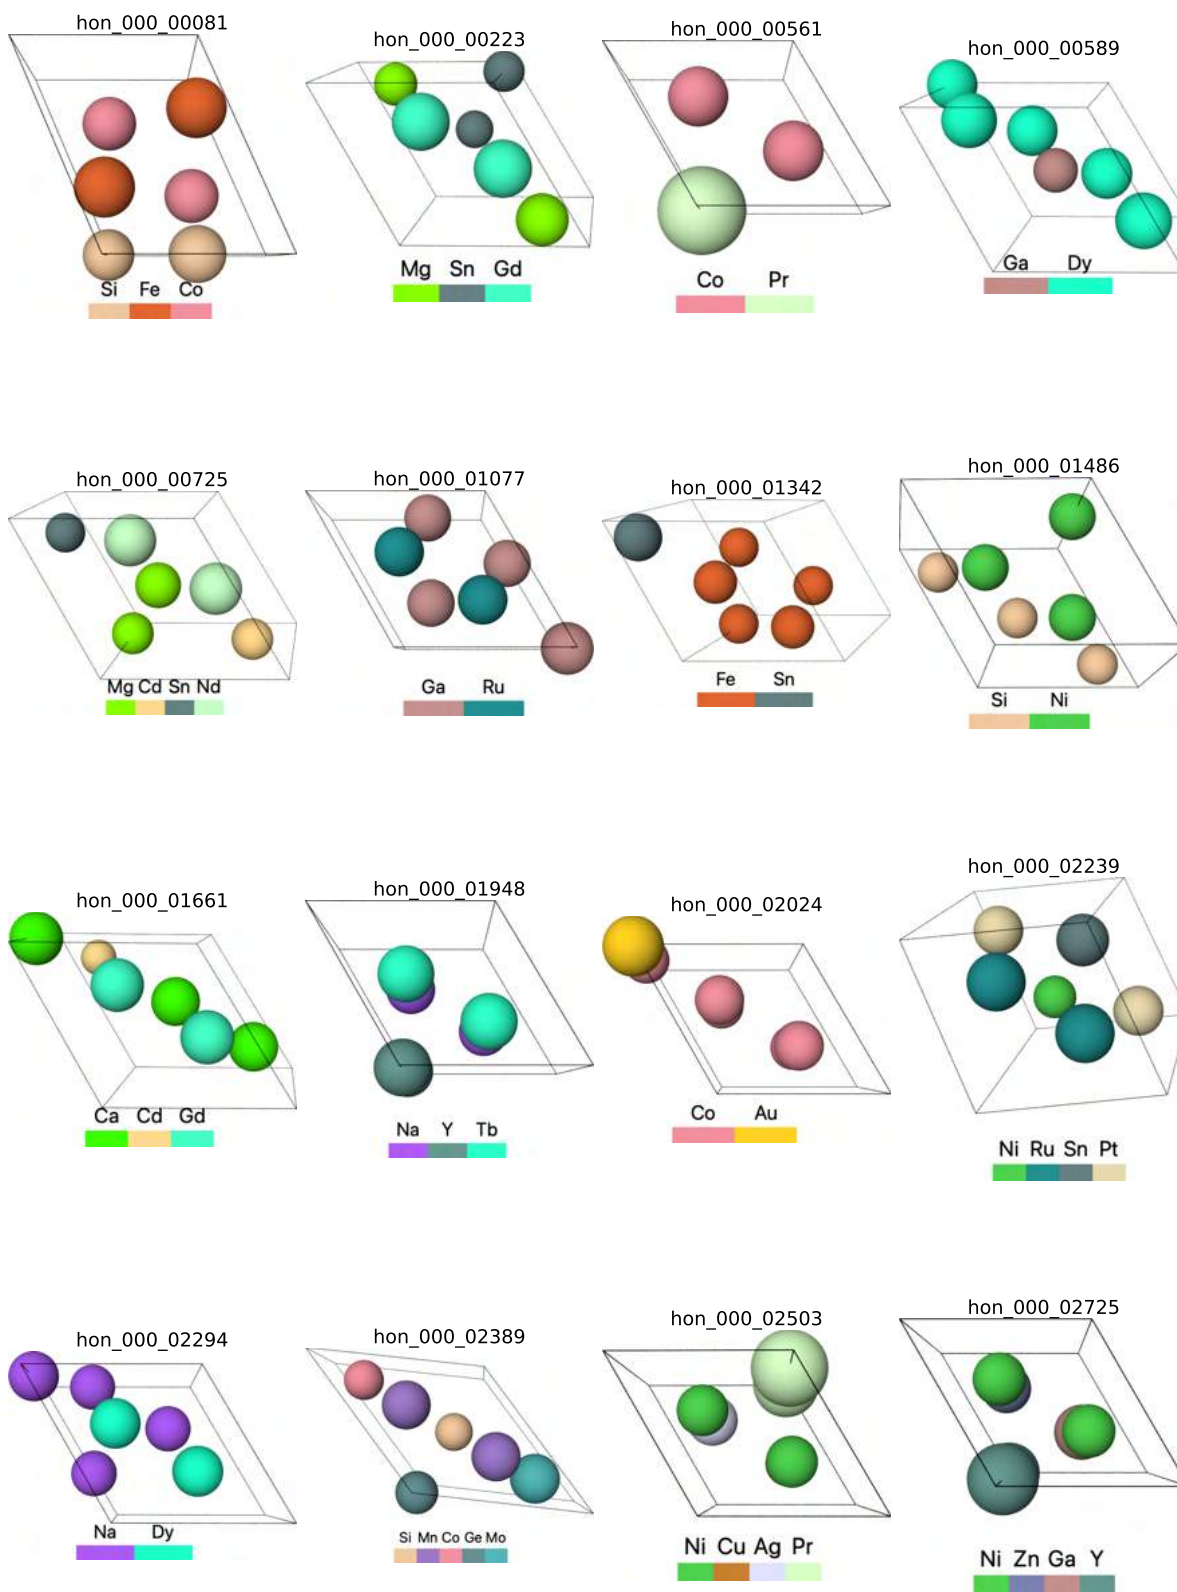 hon_000_00081
hon_000_00223
hon_000_00561
hon_000_00589
Si Fe Co
Mg Sn Gd
Co Pr
Ga Dy
hon_000_00725
hon_000_01077
hon_000_01342
hon_000_01486
Mg Cd Sn Nd
Ga Ru
Fe Sn
Si Ni
hon_000_01661
hon_000_01948
hon_000_02024
hon_000_02239
Ca Cd Gd
Na Y Tb
Co Au
Ni Ru Sn Pt
hon_000_02294
hon_000_02389
hon_000_02503
hon_000_02725
Na Dy
Si Mn Co Ge Mo
Ni Cu Ag Pr
Ni Zn Ga Y